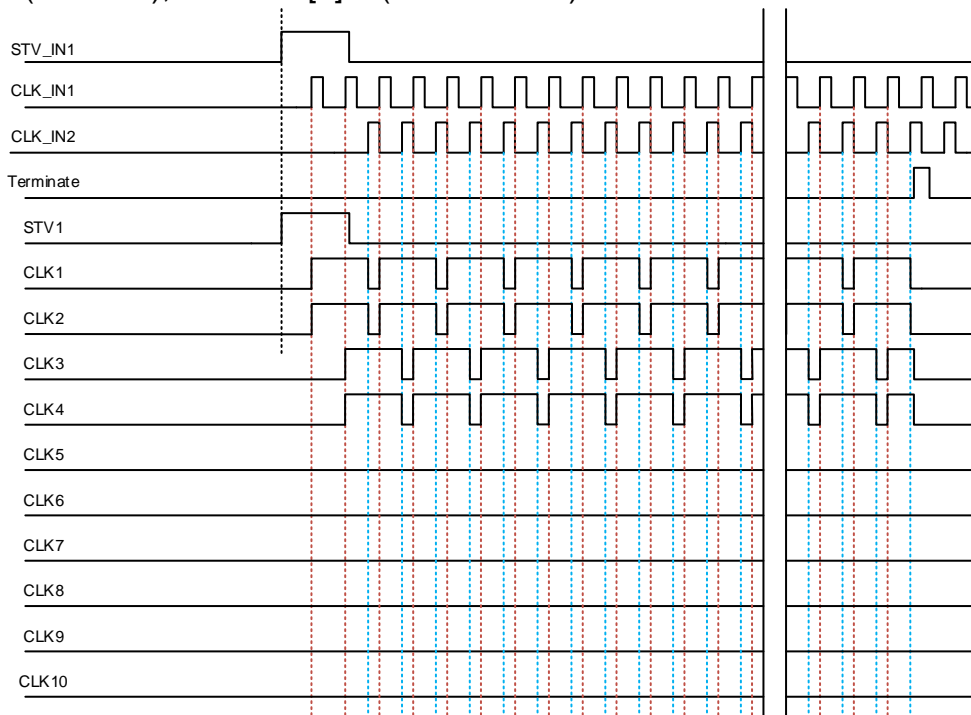 STV_IN1
CLK_IN1
CLK_IN2
Terminate
STV1
CLK1
CLK2
CLK3
CLK4
CLK5
CLK6
CLK7
CLK8
CLK9
CLK10